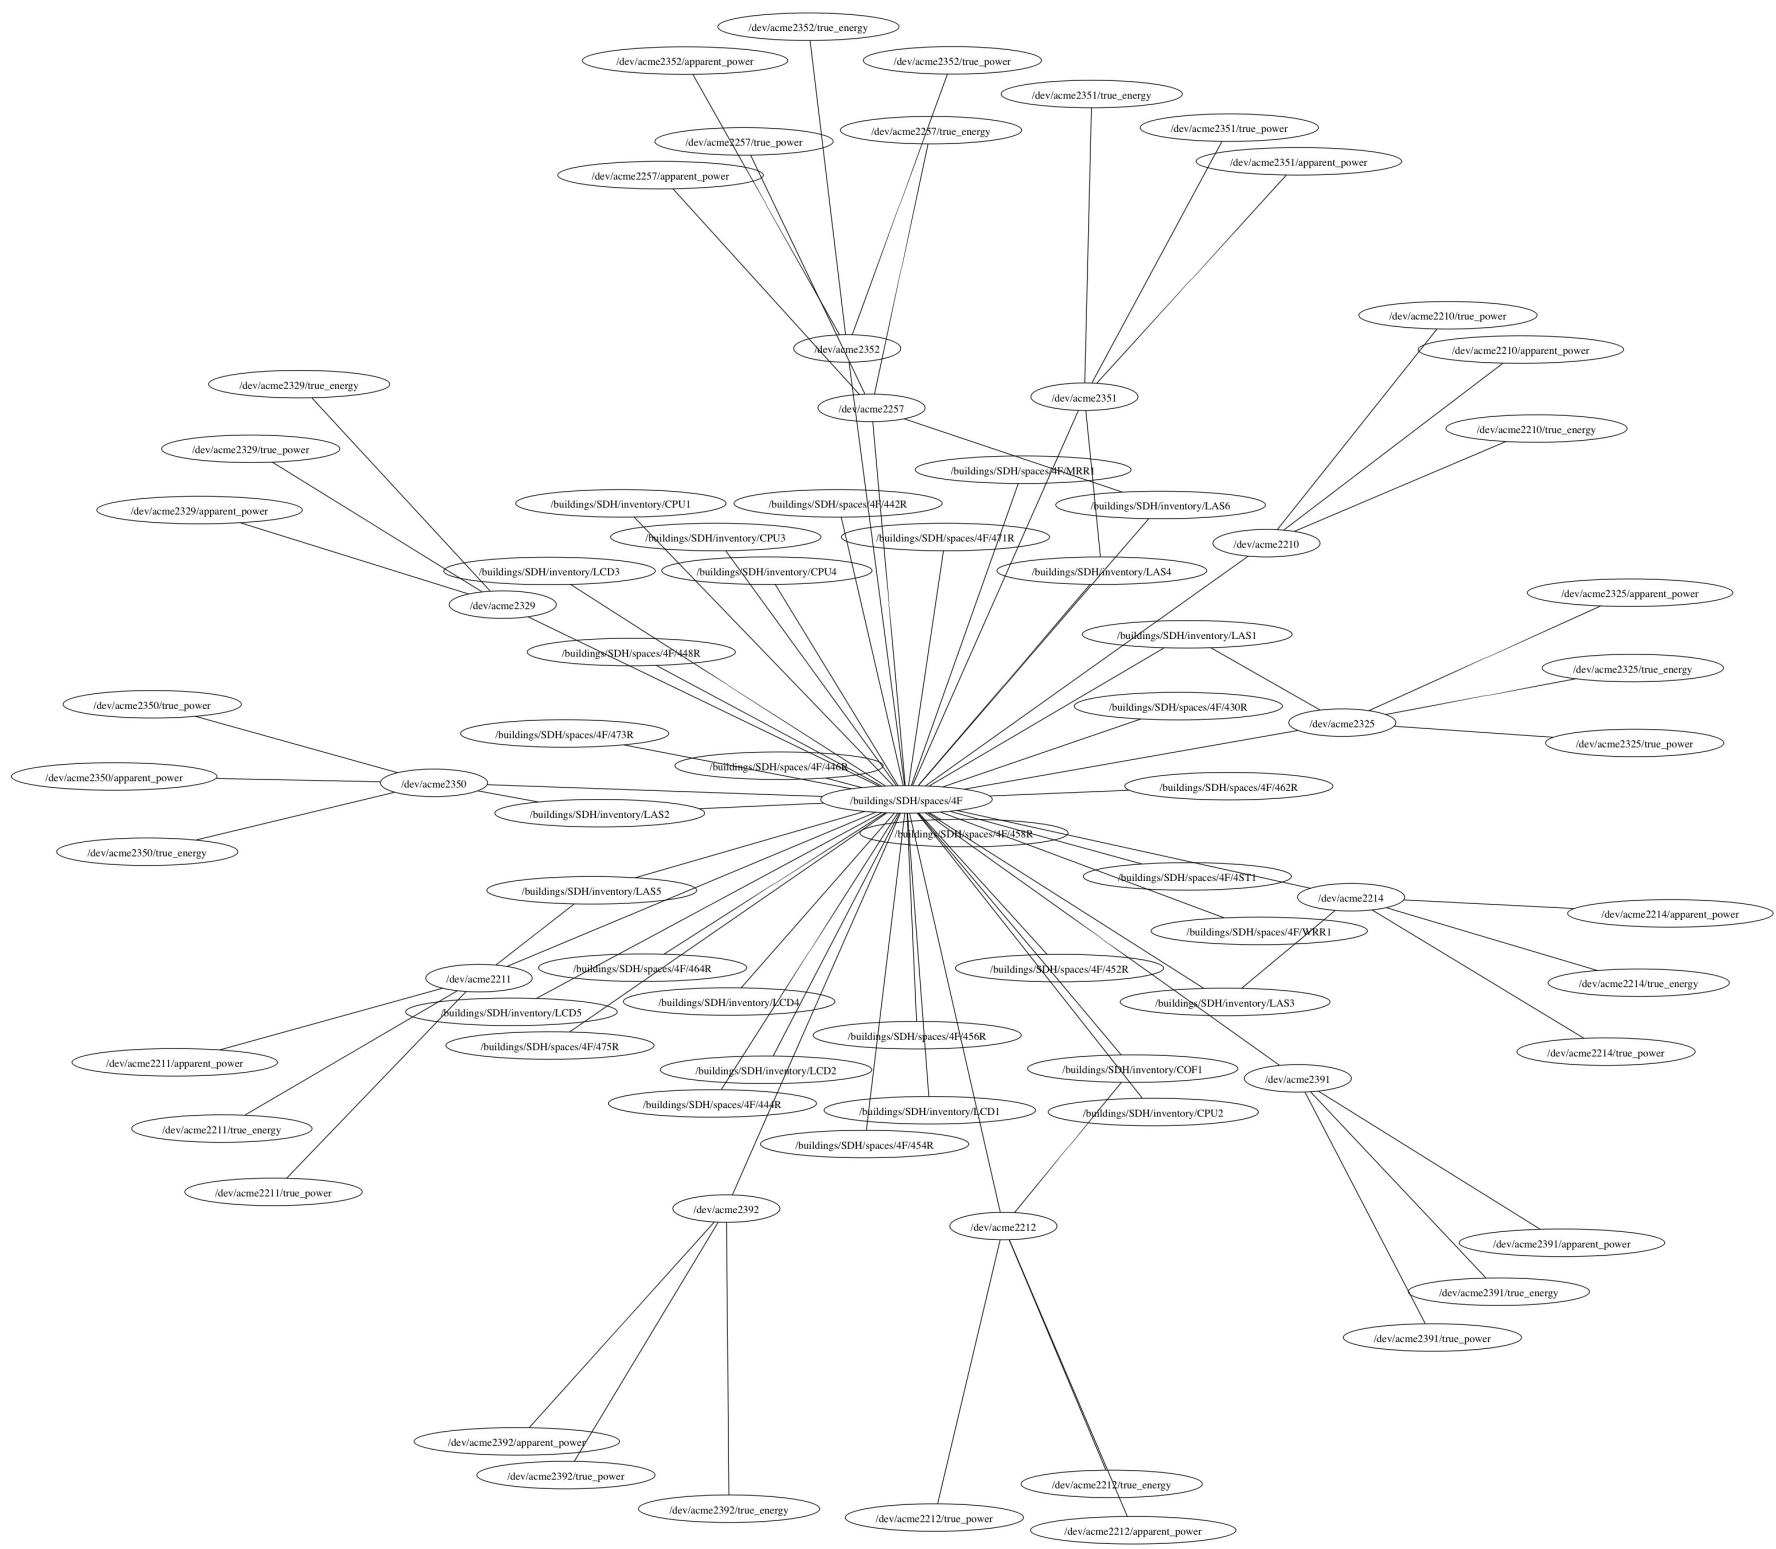 /dev/acme2352/true_energy
/dev/acme2352/apparent_power
/dev/acme2352/true_power
/dev/acme2351/true_energy
/dev/acme2351/true_power
/dev/acme2257/true_energy
/dev/acme2257/true_power
/dev/acme2351/apparent_power
/dev/acme2257/apparent_power
/dev/acme2210/true_power
/dev/acme2352
/dev/acme2210/apparent_power
/dev/acme2329/true_energy
/dev/acme2351
/dev/acme2257
/dev/acme2210/true_energy
/dev/acme2329/true_power
/buildings/SDH/spaces/4F/MRR1
/buildings/SDH/inventory/CPU1
/buildings/SDH/spaces/4F/442R
/buildings/SDH/inventory/LAS6
/dev/acme2329/apparent_power
/buildings/SDH/inventory/CPU3
/buildings/SDH/spaces/4F/471R
/dev/acme2210
/buildings/SDH/inventory/LCD3
/buildings/SDH/inventory/CPU4
/buildings/SDH/inventory/LAS4
/dev/acme2325/apparent_power
/dev/acme2329
/buildings/SDH/inventory/LAS1
/buildings/SDH/spaces/4F/448R
/dev/acme2325/true_energy
/dev/acme2350/true_power
/buildings/SDH/spaces/4F/430R
/dev/acme2325
/buildings/SDH/spaces/4F/473R
/dev/acme2325/true_power
/buildings/SDH/spaces/4F/446R
/dev/acme2350/apparent_power
/dev/acme2350
/buildings/SDH/spaces/4F/462R
/buildings/SDH/spaces/4F
/buildings/SDH/inventory/LAS2
/buildings/SDH/spaces/4F/458R
/dev/acme2350/true_energy
/buildings/SDH/spaces/4F/4ST1
/buildings/SDH/inventory/LAS5
/dev/acme2214
/dev/acme2214/apparent_power
/buildings/SDH/spaces/4F/WRR1
/buildings/SDH/spaces/4F/464R
/buildings/SDH/spaces/4F/452R
/dev/acme2211
/dev/acme2214/true_energy
/buildings/SDH/inventory/LCD4
/buildings/SDH/inventory/LAS3
/buildings/SDH/inventory/LCD5
/buildings/SDH/spaces/4F/456R
/buildings/SDH/spaces/4F/475R
/dev/acme2214/true_power
/dev/acme2211/apparent_power
/buildings/SDH/inventory/LCD2
/buildings/SDH/inventory/COF1
/dev/acme2391
/buildings/SDH/spaces/4F/444R
/buildings/SDH/inventory/LCD1
/buildings/SDH/inventory/CPU2
/dev/acme2211/true_energy
/buildings/SDH/spaces/4F/454R
/dev/acme2211/true_power
/dev/acme2392
/dev/acme2212
/dev/acme2391/apparent_power
/dev/acme2391/true_energy
/dev/acme2391/true_power
/dev/acme2392/apparent_power
/dev/acme2392/true_power
/dev/acme2212/true_energy
/dev/acme2392/true_energy
/dev/acme2212/true_power
/dev/acme2212/apparent_power